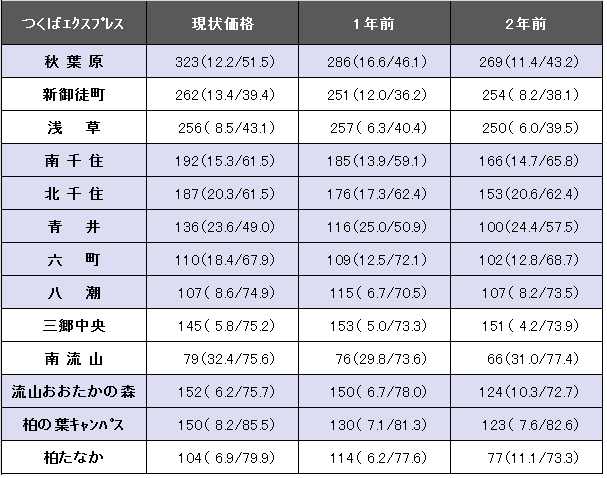 つくばｴｸｽﾌﾟﾚｽ 現状価格 1年前 2年前
秋葉原 323(12.2/51.5) 286(16.6/46.1) 269(11.4/43.2)
新御徒町 262(13.4/39.4) 251(12.0/36.2) 254( 8.2/38.1)
浅草 256( 8.5/43.1) 257( 6.3/40.4) 250( 6.0/39.5)
南千住 192(15.3/61.5) 185(13.9/59.1) 166(14.7/65.8)
北千住 187(20.3/61.5) 176(17.3/62.4) 153(20.6/62.4)
青井 136(23.6/49.0) 116(25.0/50.9) 100(24.4/57.5)
六町 110(18.4/67.9) 109(12.5/72.1) 102(12.8/68.7)
八潮 107( 8.6/74.9) 115( 6.7/70.5) 107( 8.2/73.5)
三郷中央 145( 5.8/75.2) 153( 5.0/73.3) 151( 4.2/73.9)
南流山 79(32.4/75.6) 76(29.8/73.6) 66(31.0/77.4)
流山おおたかの森 152( 6.2/75.7) 150( 6.7/78.0) 124(10.3/72.7)
柏の葉ｷｬﾝﾊﾟｽ 150( 8.2/85.5) 130( 7.1/81.3) 123( 7.6/82.6)
柏たなか 104( 6.9/79.9) 114( 6.2/77.6) 77(11.1/73.3)